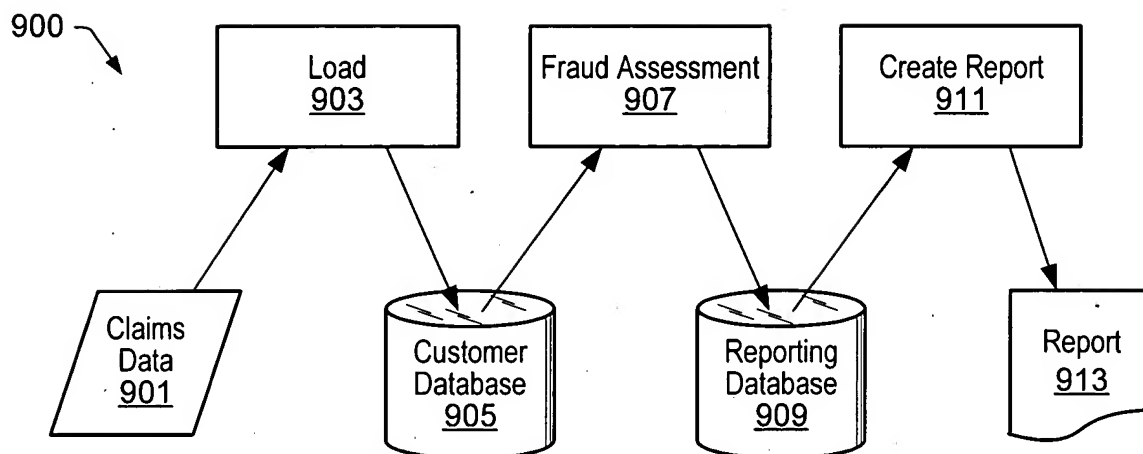 900
Load
903
Fraud Assessment
907
Create Report
911
Claims
Data
901
Customer
Database
905
Reporting
Database
909
Report
913